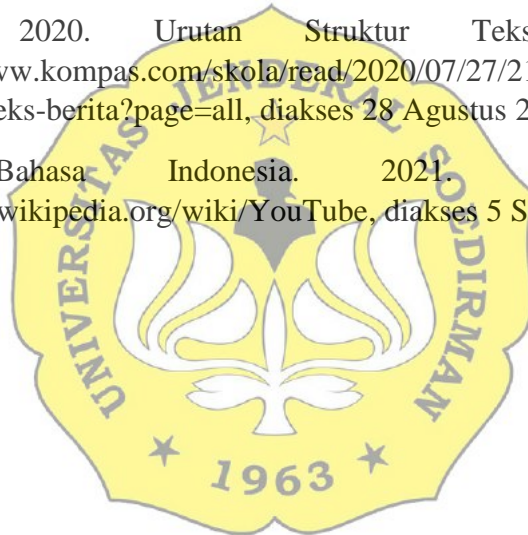 2020. Urutan Struktur Teks
ww.kompas.com/skola/read/2020/07/27/21
eks-berita?page=all, diakses 28 Agustus 2
Bahasa Indonesia. 2021.
wikipedia.org/wiki/YouTube, diakses 5 S
UNIVERSITAS JENDERAL SOEDIRMAN
1963